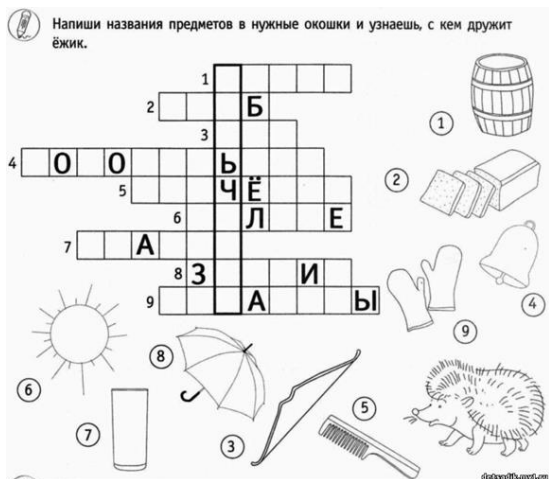 Напиши названия предметов в нужные окошки и узнаешь, с кем дружит
ёжик.
1
2 Б
3
4 О О Ь
5 Ч Ё
6 Л Е
7 А
8 З И
9 А Ы
1
2
4
9
8
6
5
7
3
detsadik.myt.ru